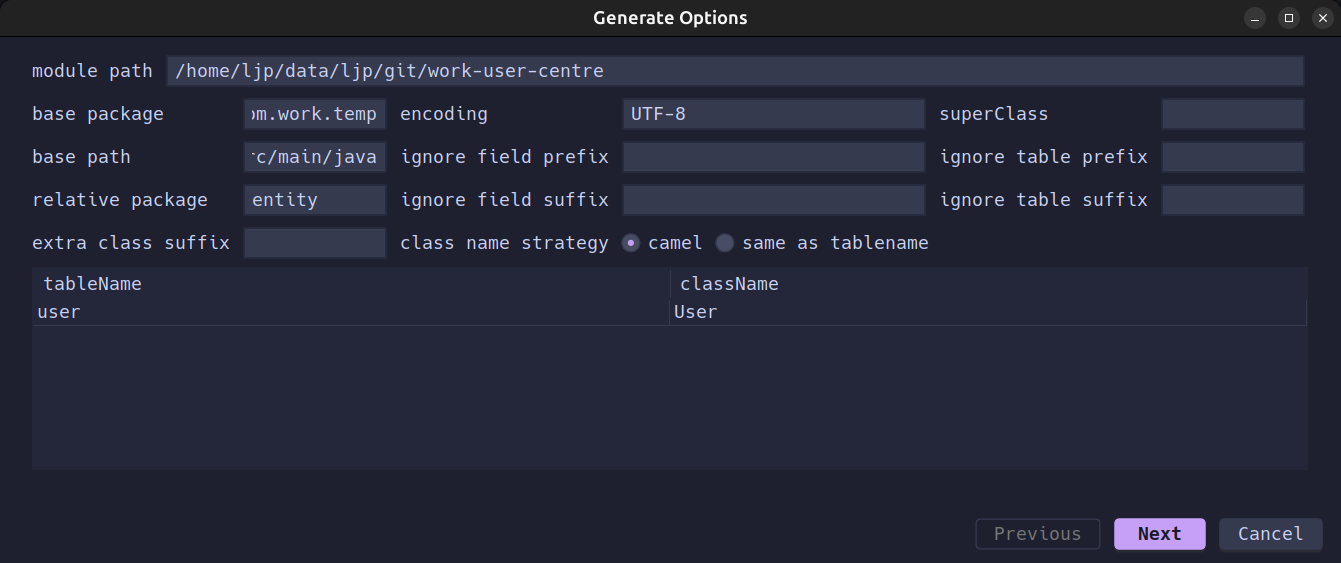 Generate Options
module path /home/ljp/data/ljp/git/work-user-centre
base package om.work.temp encoding UTF-8 superClass
base path rc/main/java ignore field prefix ignore table prefix
relative package entity ignore field suffix ignore table suffix
extra class suffix class name strategy camel same as tablename
tableName className
user User
Previous Next Cancel